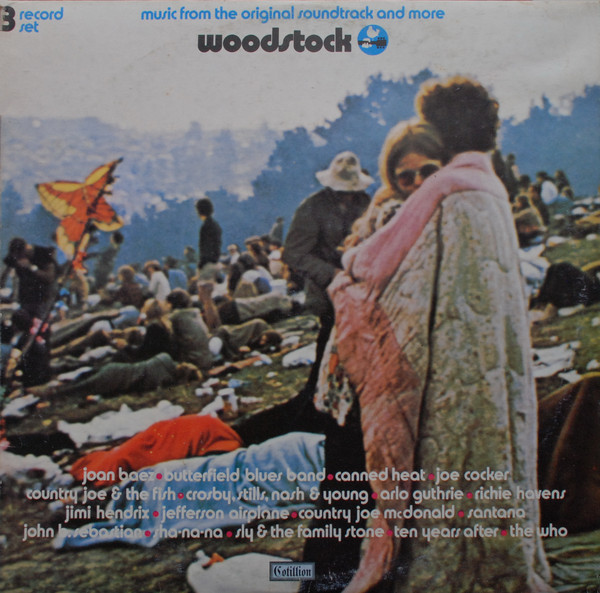 3 record set
music from the original soundtrack and more
woodstock
joan baez • butterfield blues band • canned heat • joe cocker
country joe & the fish • crosby, stills, nash & young • arlo guthrie • richie havens
jimi hendrix • jefferson airplane • country joe mcdonald • santana
john b. sebastian • sha-na-na • sly & the family stone • ten years after • the who
Cotillion